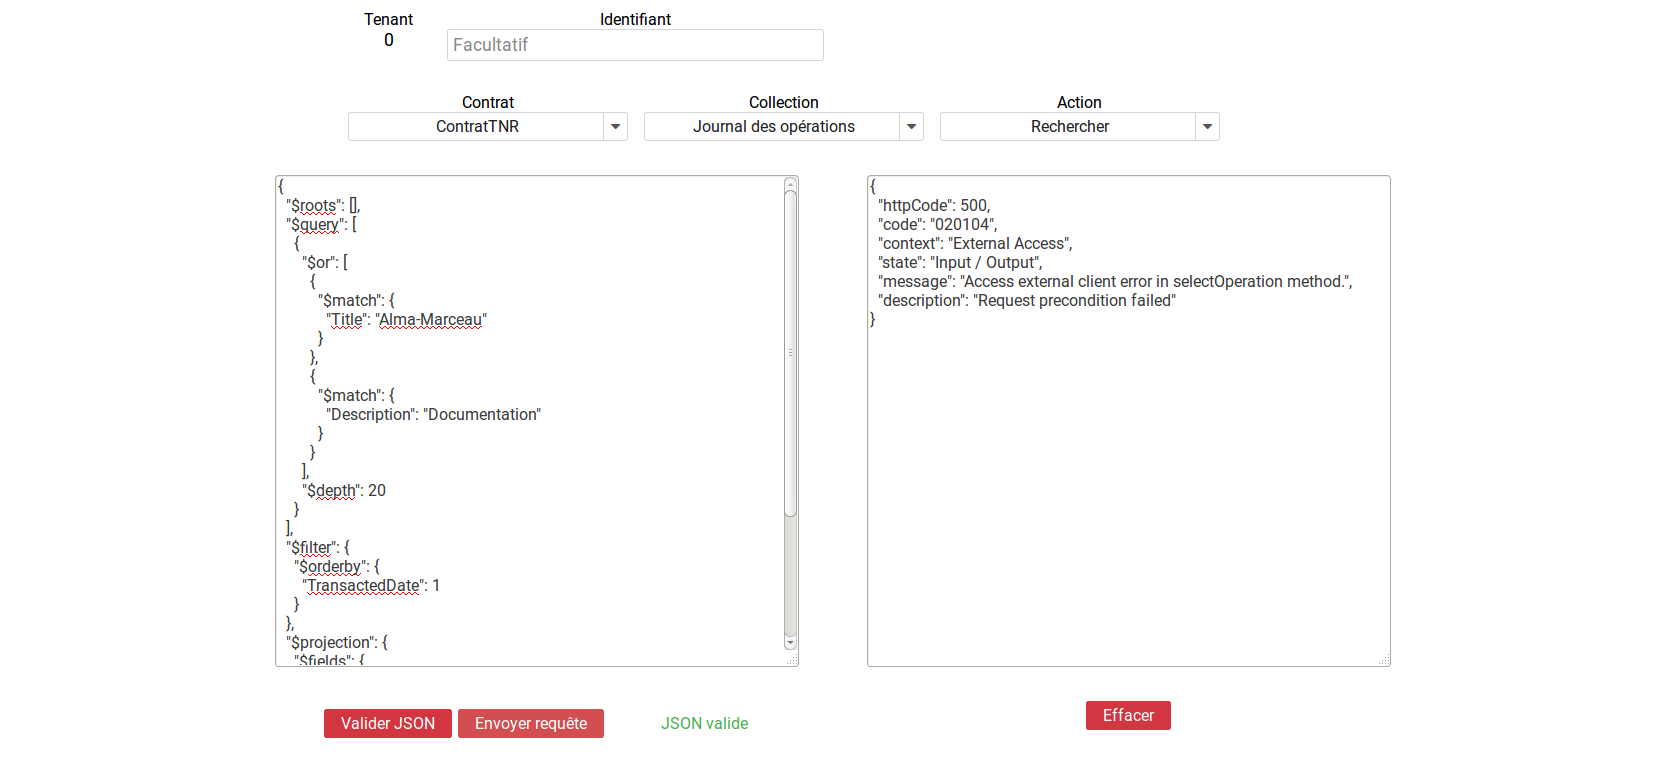 Tenant
0
Identifiant
Facultatif
Contrat
ContratTNR
Collection
Journal des opérations
Action
Rechercher
{
"$roots": [],
"$query": [
{
"$or": [
{
"$match": {
"Title": "Alma-Marceau"
}
},
{
"$match": {
"Description": "Documentation"
}
}
],
"$depth": 20
}
],
"$filter": {
"$orderby": {
"TransactedDate": 1
}
},
"$projection": {
"$fields": {
{
"httpCode": 500,
"code": "020104",
"context": "External Access",
"state": "Input / Output",
"message": "Access external client error in selectOperation method.",
"description": "Request precondition failed"
}
Valider JSON
Envoyer requête
JSON valide
Effacer